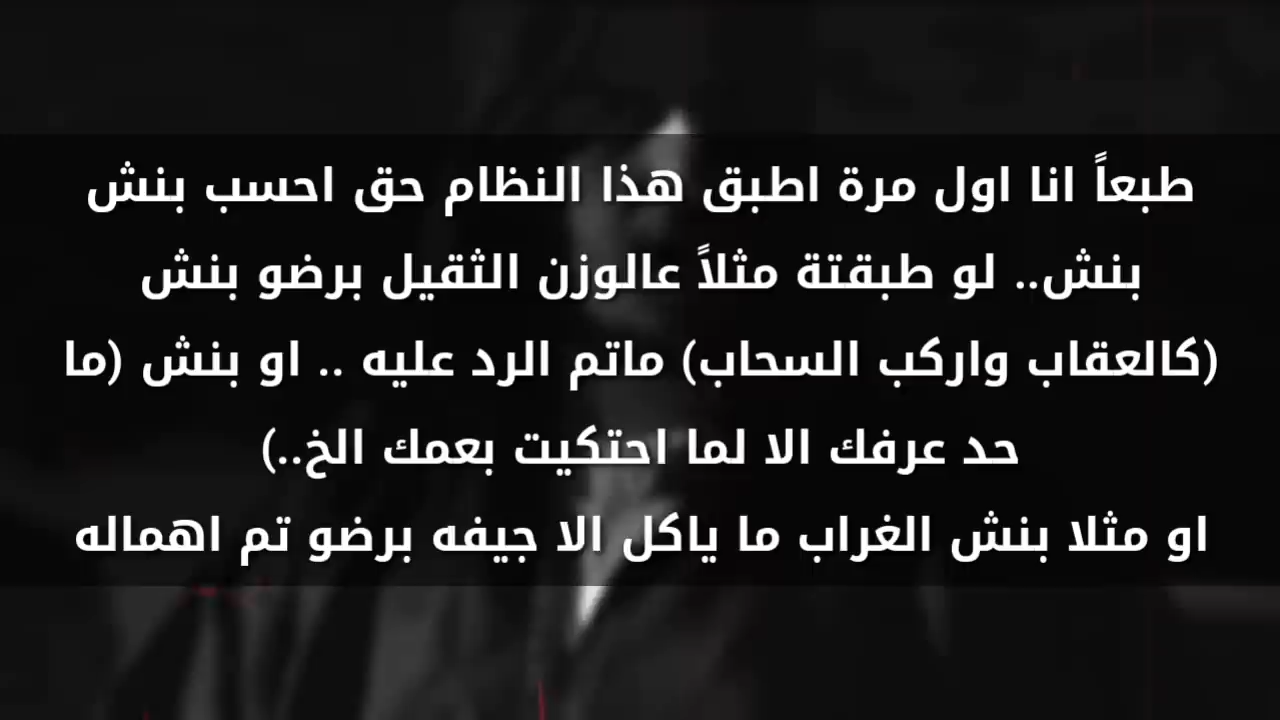 طبعاً انا اول مرة اطبق هذا النظام حق احسب بنش
بنش.. لو طبقتة مثلاً عالوزن الثقيل برضو بنش
(كالعقاب واركب السحاب) ماتم الرد عليه .. او بنش (ما
حد عرفك الا لما احتكيت بعمك الخ..)
او مثلا بنش الغراب ما ياكل الا جيفه برضو تم اهماله